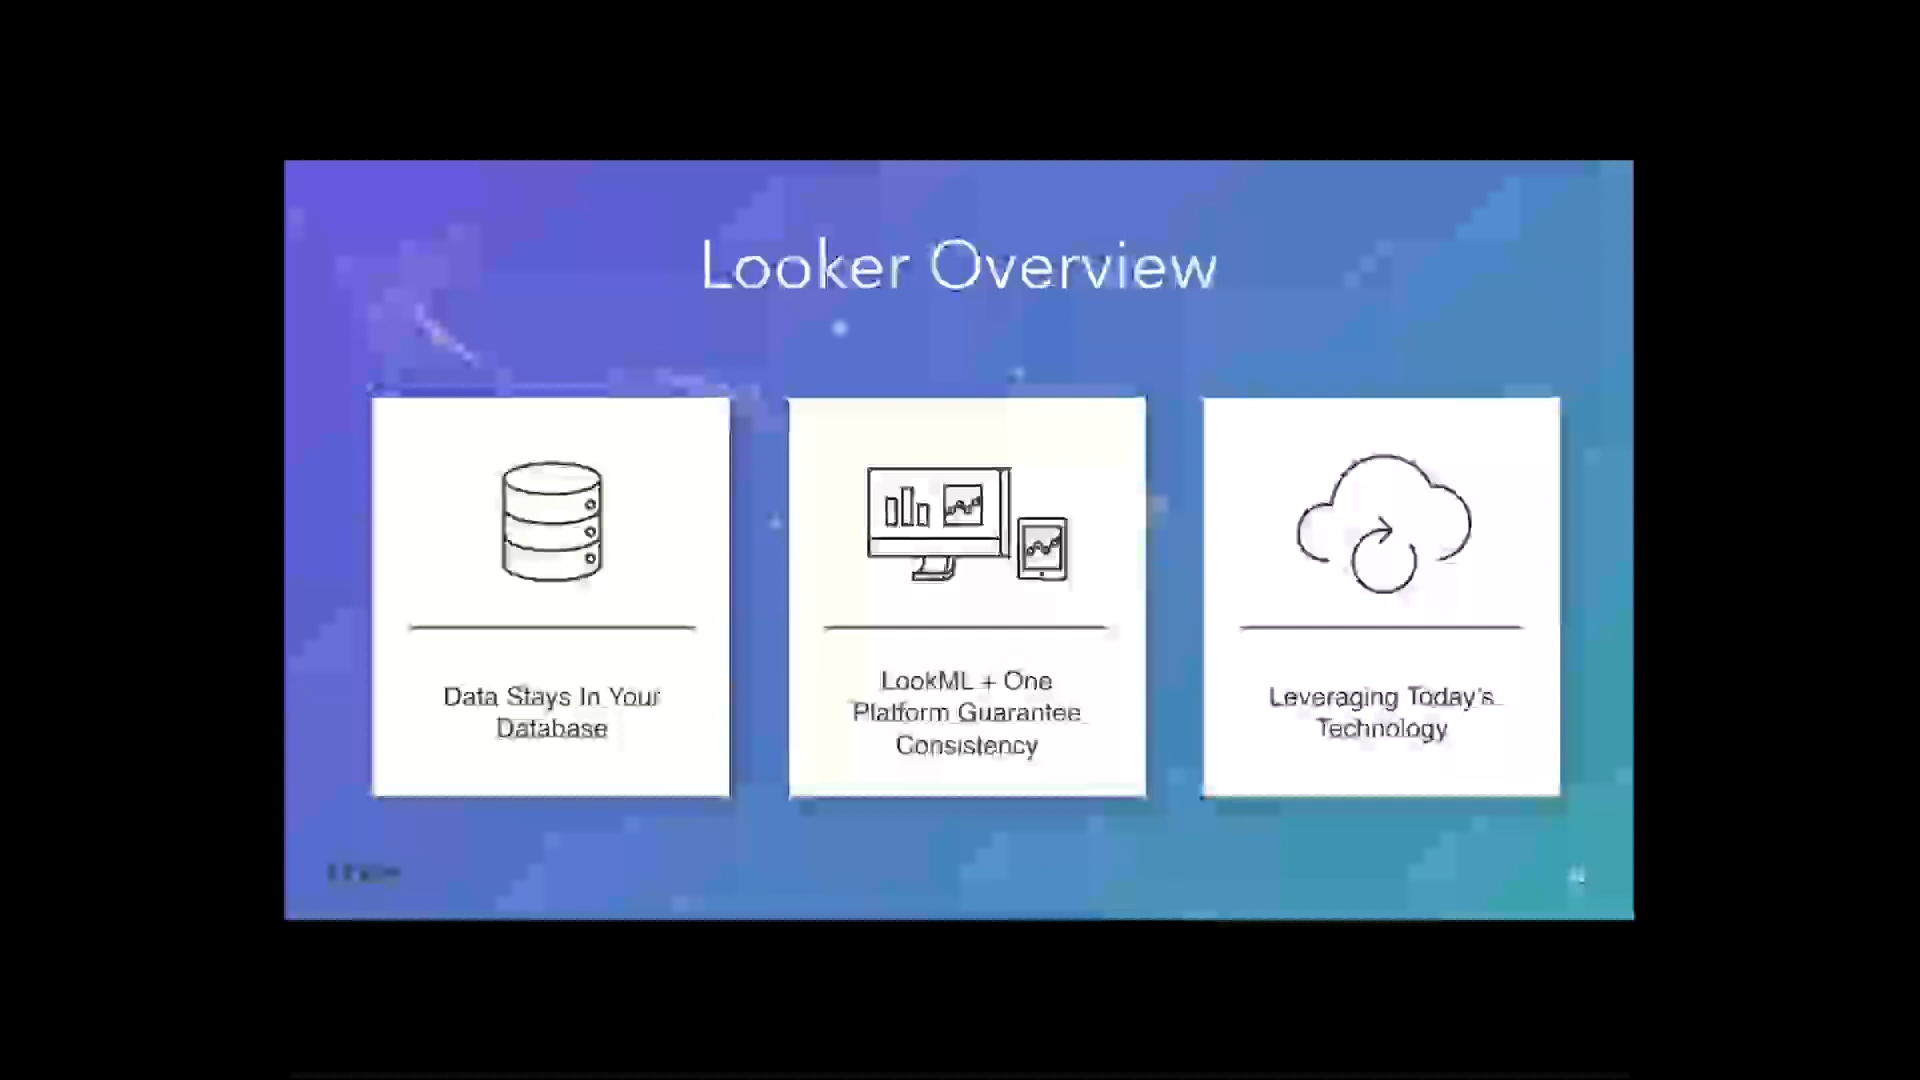 Looker Overview
Data Stays In Your
Database
LookML + One
Platform Guarantee
Consistency
Leveraging Today's
Technology